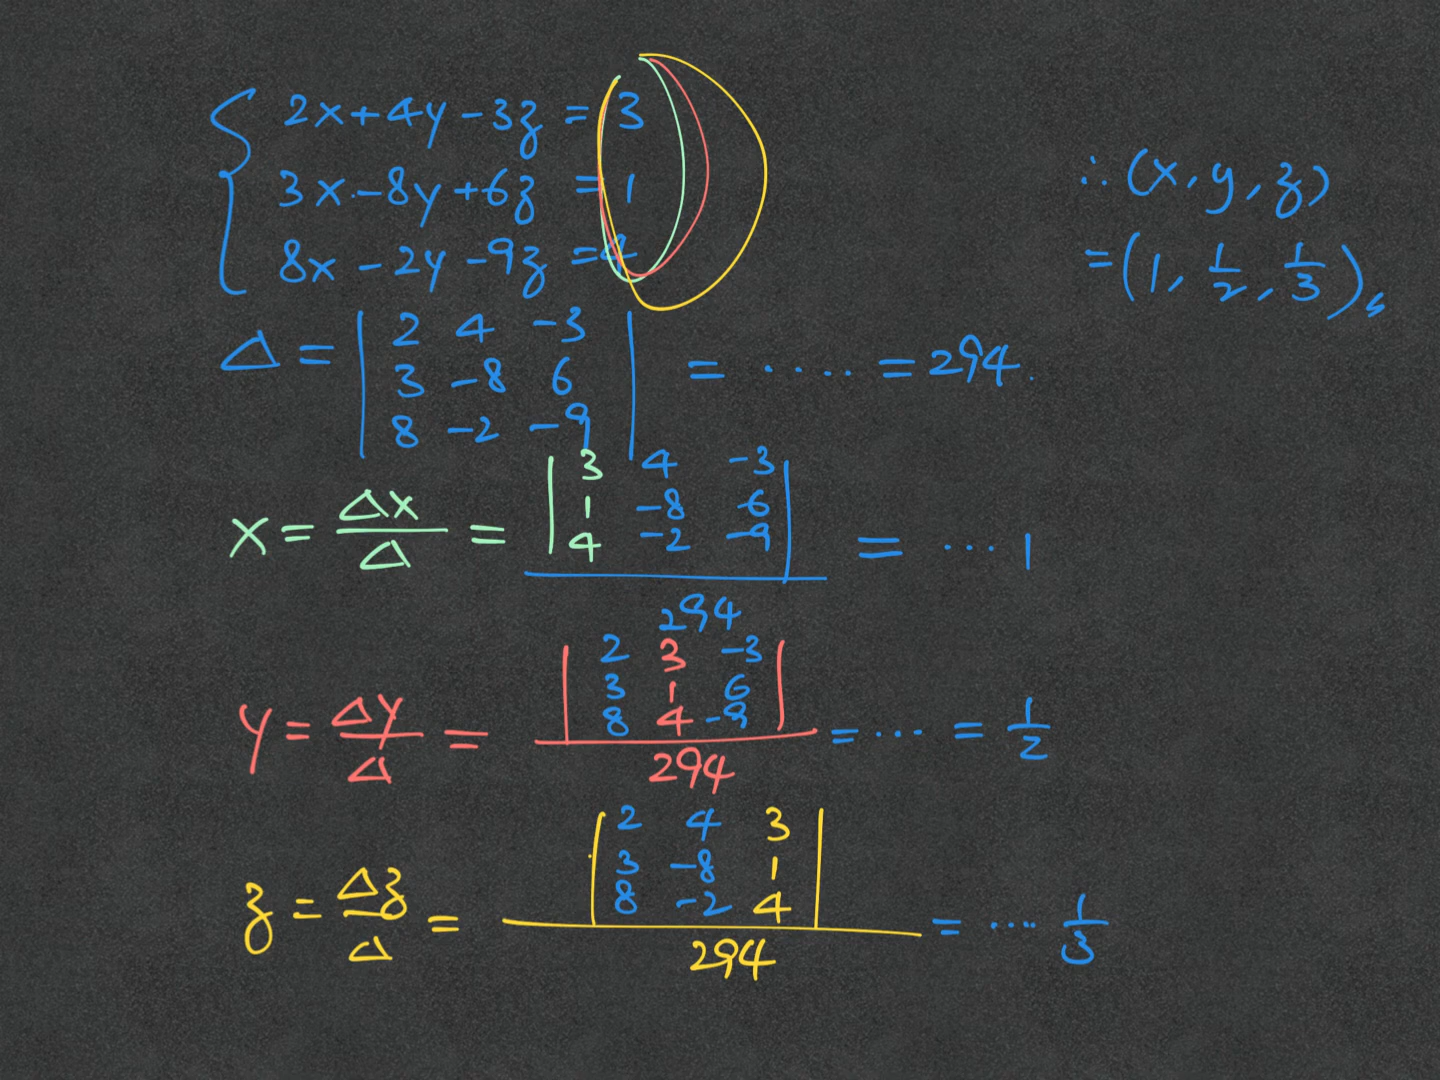 2x+4y-3z=3
3x-8y+6z=1
8x-2y-9z=4
∴(x,y,z)
=(1,1/2,1/3)
Δ=|2 4 -3
3 -8 6
8 -2 -9|=.....=294.
x=Δx/Δ=|3 4 -3
1 -8 -6
4 -2 -9|/294=...1
y=Δy/Δ=|2 3 -3
3 1 6
8 4 -9|/294=...=1/2
z=Δz/Δ=|2 4 3
3 -8 1
8 -2 4|/294=...1/3